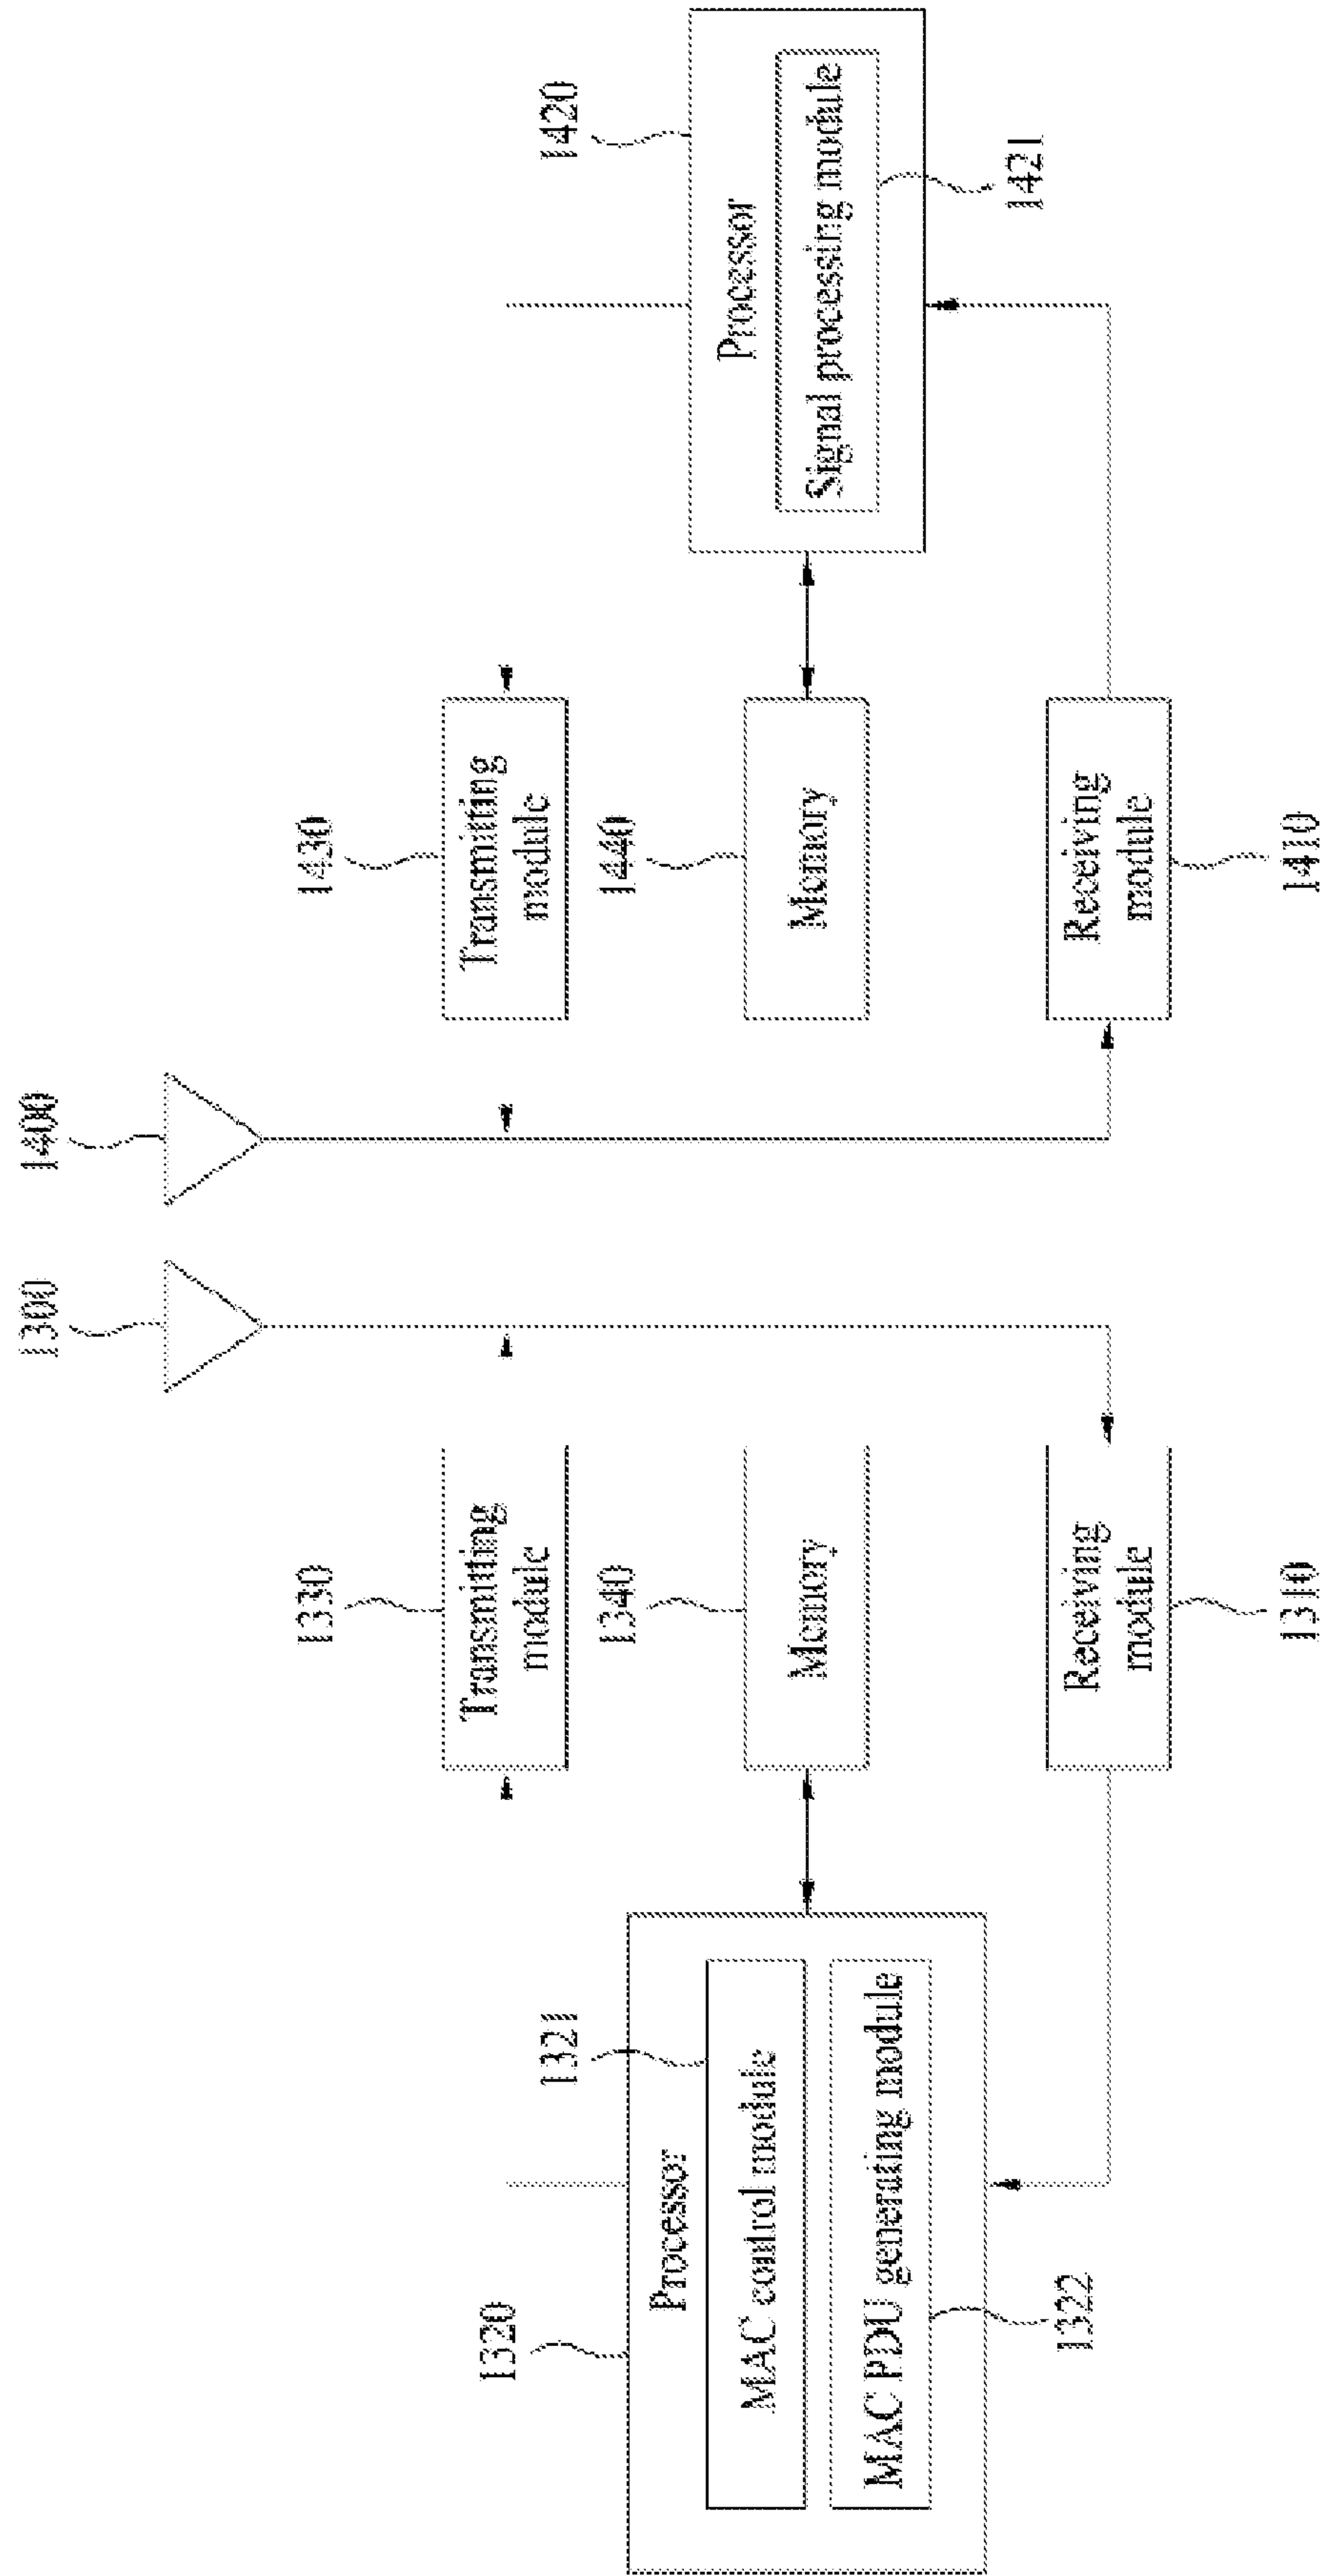 1300
1400
1330
Transmitting
module
1430
Transmitting
module
1320
Processor
1321
MAC control module
MAC PDU generating module
1322
1340
Memory
1440
Memory
1420
Processor
Signal processing module
1421
Receiving
module
1310
Receiving
module
1410